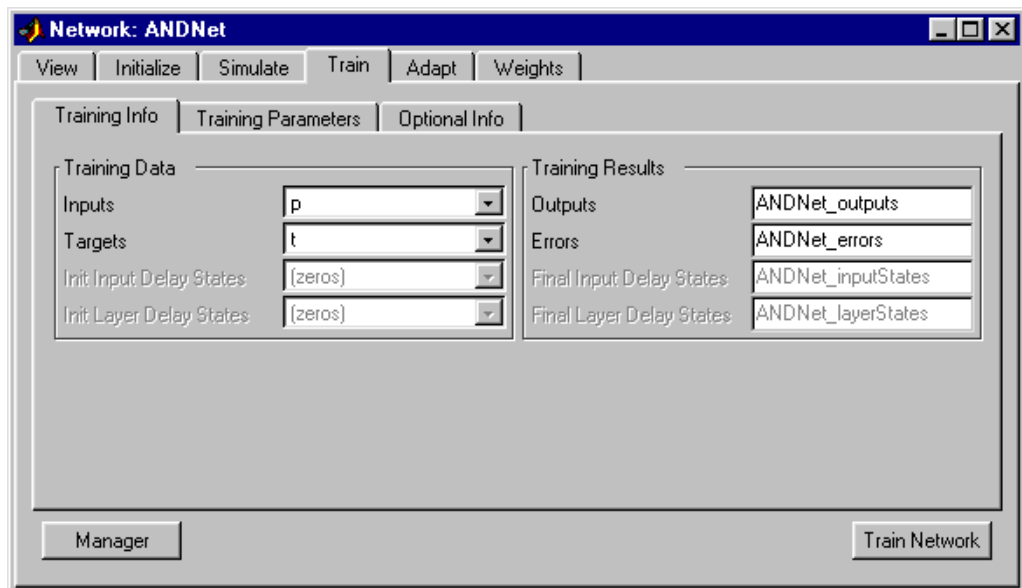 Network: ANDNet
View Initialize Simulate Train Adapt Weights
Training Info Training Parameters Optional Info
Training Data
Inputs p
Targets t
Init Input Delay States (zeros)
Init Layer Delay States (zeros)
Training Results
Outputs ANDNet_outputs
Errors ANDNet_errors
Final Input Delay States ANDNet_inputStates
Final Layer Delay States ANDNet_layerStates
Manager Train Network